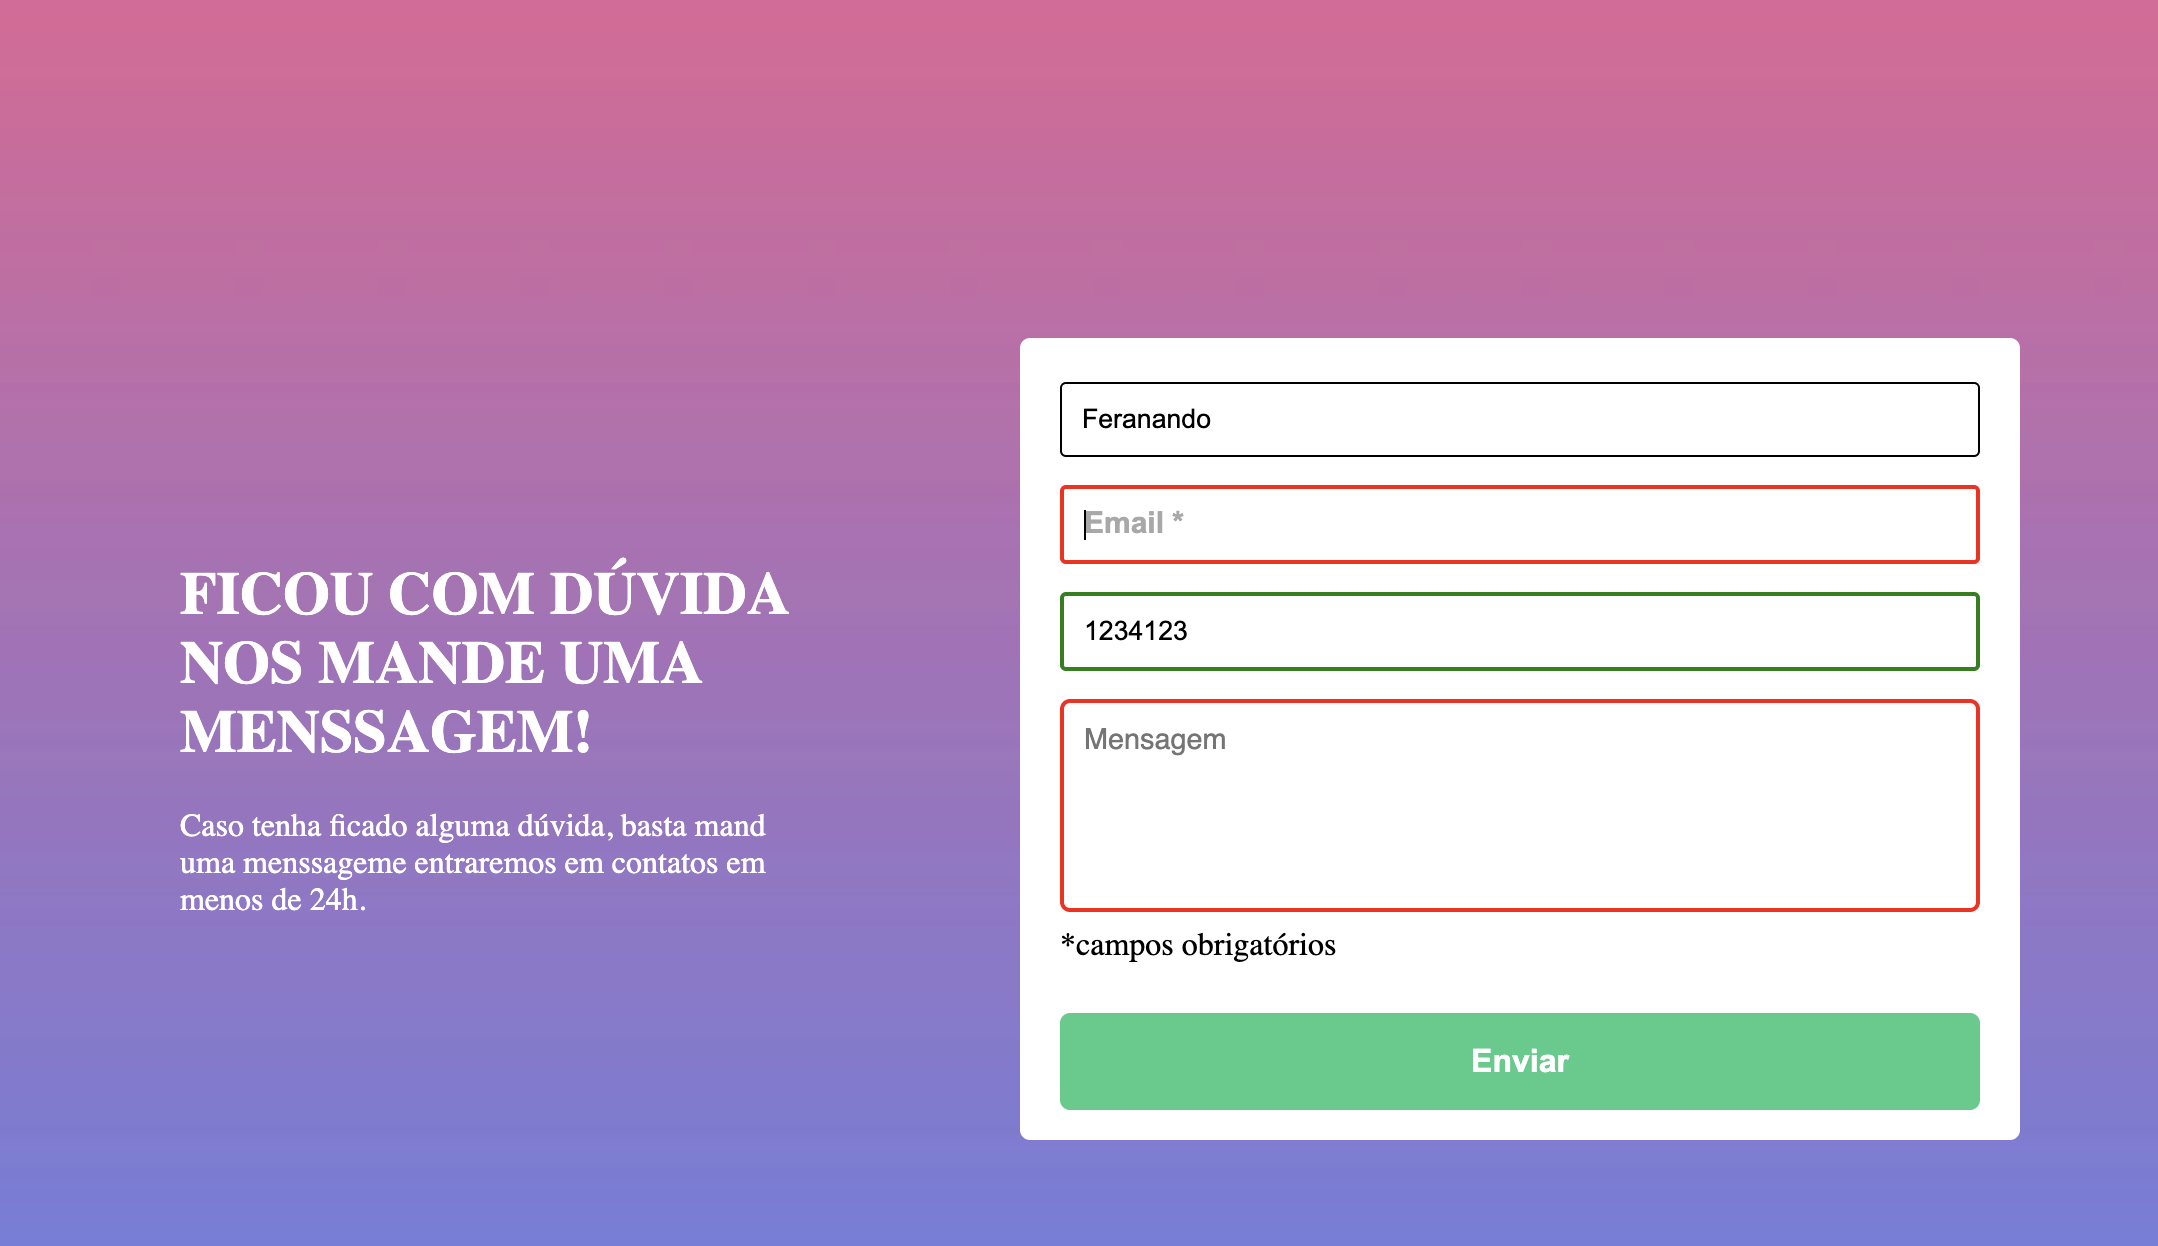 FICOU COM DÚVIDA
NOS MANDE UMA
MENSSAGEM!
Caso tenha ficado alguma dúvida, basta mand
uma menssageme entraremos em contatos em
menos de 24h.
Feranando
Email *
1234123
Mensagem
*campos obrigatórios
Enviar